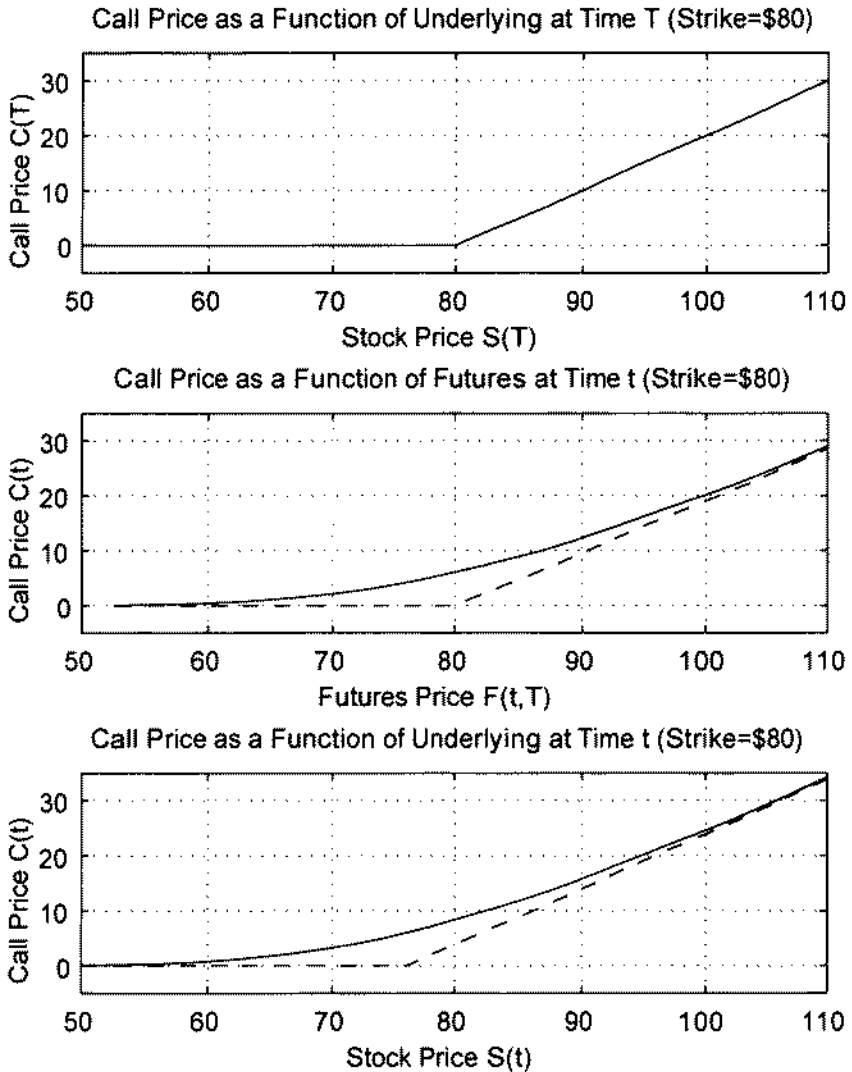 Call Price as a Function of Underlying at Time T (Strike=$80)
Call Price C(T)
30
20
10
0
50 60 70 80 90 100 110
Stock Price S(T)
Call Price as a Function of Futures at Time t (Strike=$80)
Call Price C(t)
30
20
10
0
50 60 70 80 90 100 110
Futures Price F(t,T)
Call Price as a Function of Underlying at Time t (Strike=$80)
Call Price C(t)
30
20
10
0
50 60 70 80 90 100 110
Stock Price S(t)